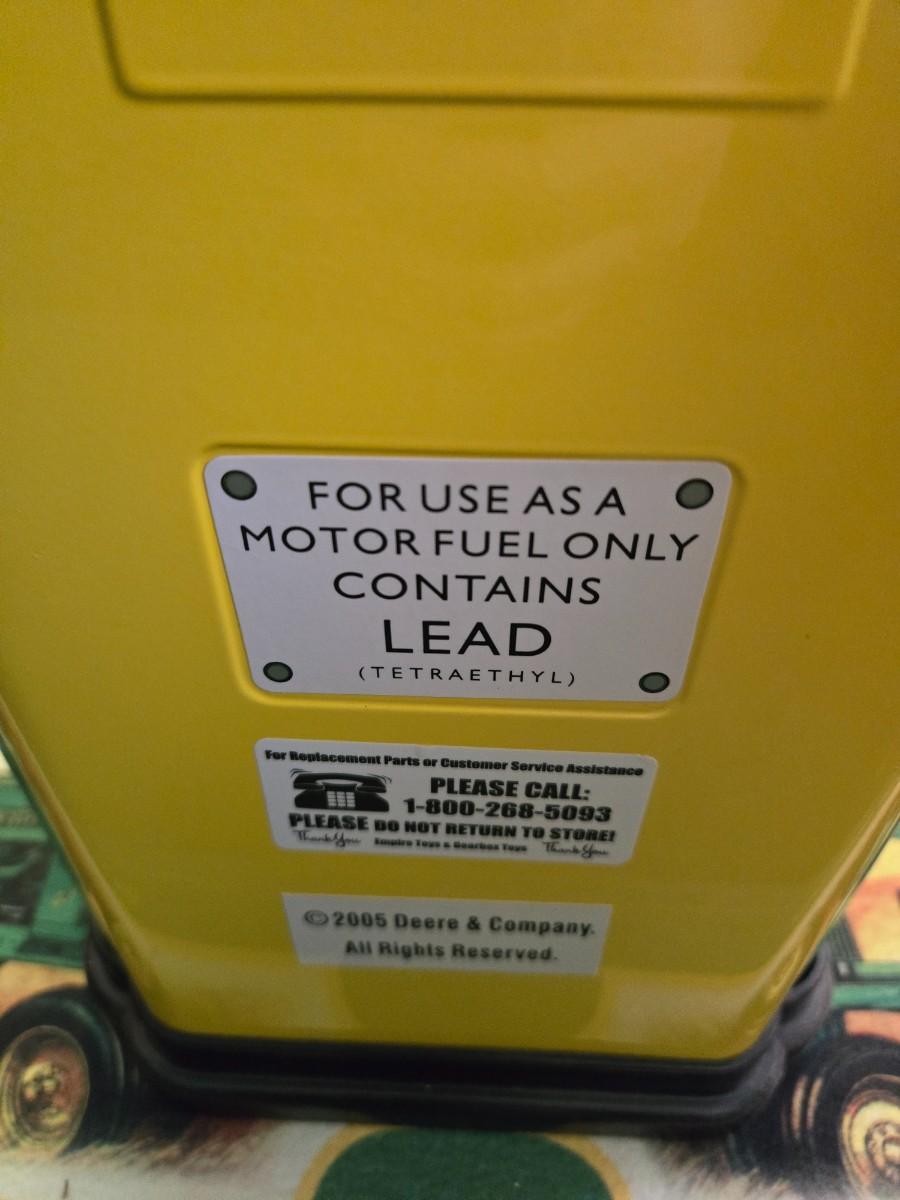 FOR USE AS A
MOTOR FUEL ONLY
CONTAINS
LEAD
(TETRAETHYL)
For Replacement Parts or Customer Service Assistance
PLEASE CALL:
1-800-268-5093
PLEASE DO NOT RETURN TO STORE!
Thank You Empire Toys & Gearbox Toys Thank You
© 2005 Deere & Company.
All Rights Reserved.